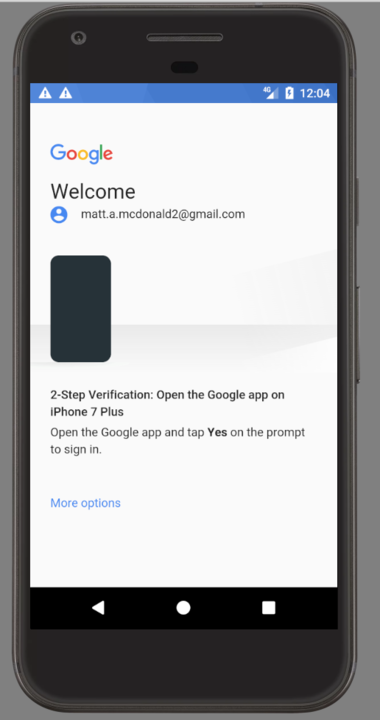 4G 12:04
Google
Welcome
matt.a.mcdonald2@gmail.com
2-Step Verification: Open the Google app on
iPhone 7 Plus
Open the Google app and tap Yes on the prompt
to sign in.
More options